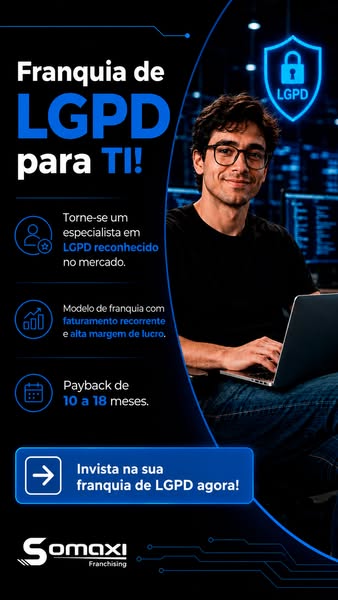 Franquia de
LGPD
para TI!
LGPD
Torne-se um
especialista em
LGPD reconhecido
no mercado.
Modelo de franquia com
faturamento recorrente
e alta margem de lucro.
Payback de
10 a 18 meses.
Invista na sua
franquia de LGPD agora!
Somaxi
Franchising